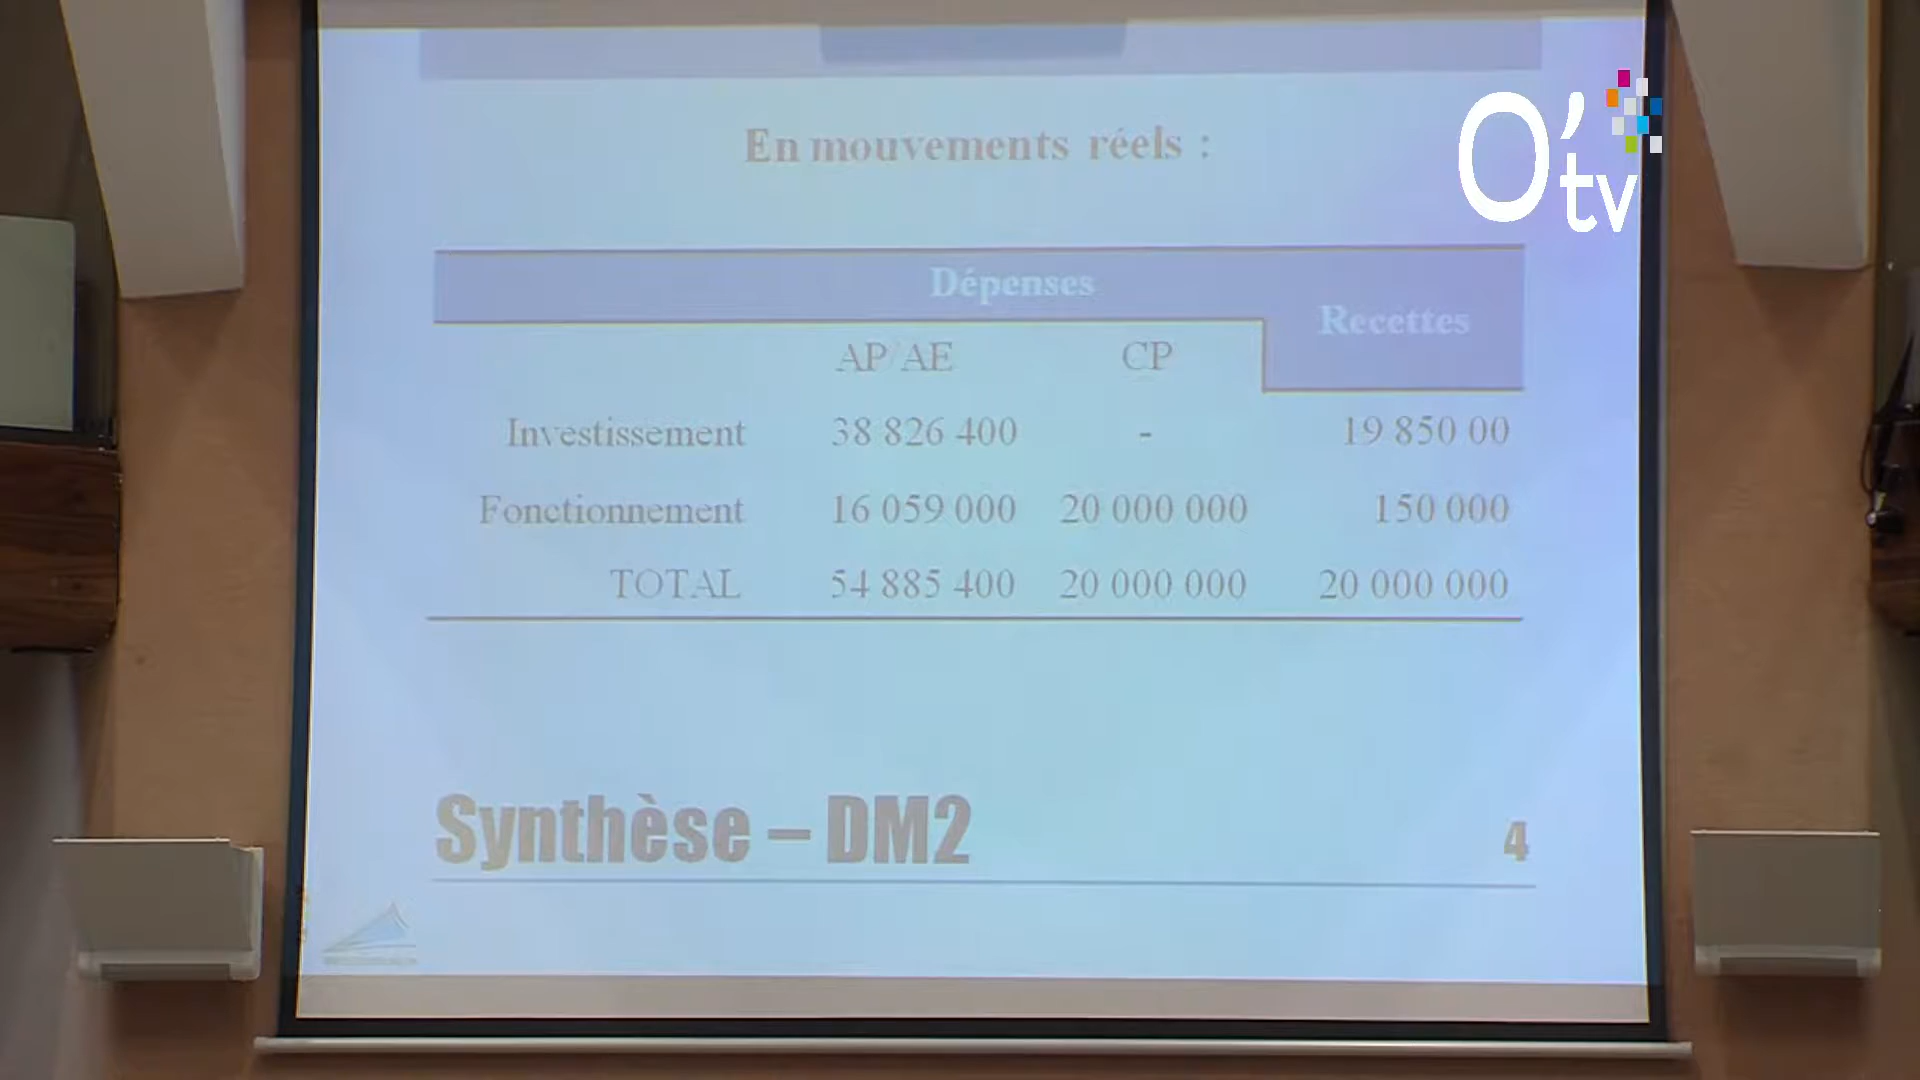 O'tv
En mouvements réels :
Dépenses
Recettes
AP/AE CP
Investissement 38 826 400 - 19 850 00
Fonctionnement 16 059 000 20 000 000 150 000
TOTAL 54 885 400 20 000 000 20 000 000
Synthèse – DM2 4